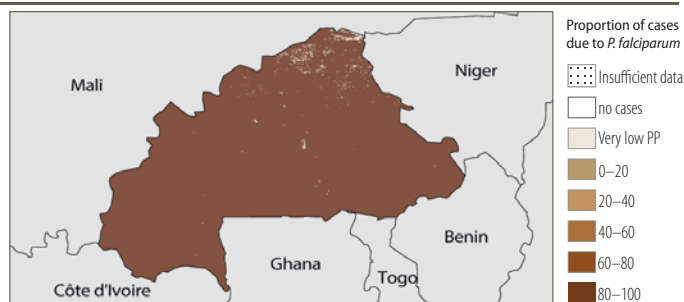 Proportion of cases
due to P. falciparum
Insufficient data
no cases
Very low PP
0–20
20–40
40–60
60–80
80–100
Mali
Niger
Benin
Ghana
Togo
Côte d'Ivoire